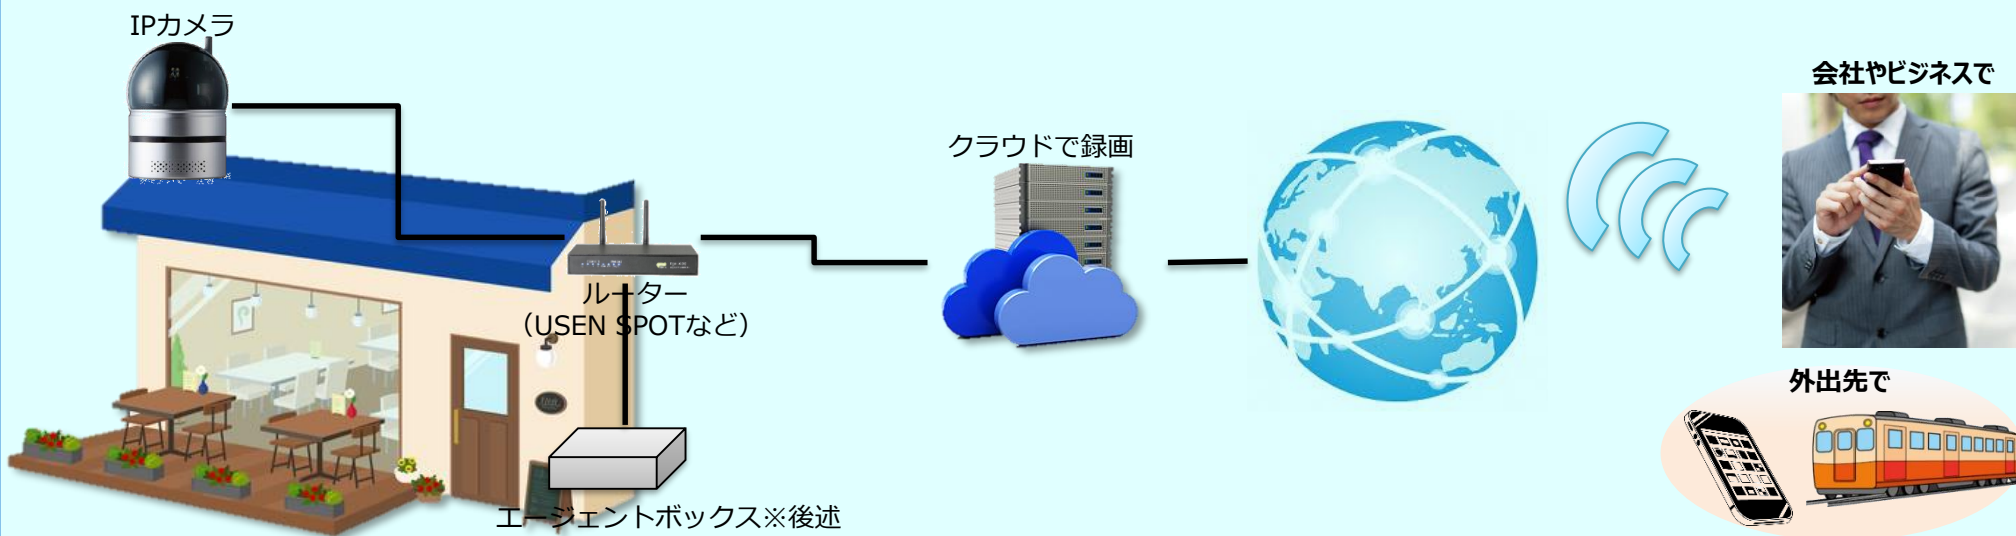 IPカメラ
会社やビジネスで
クラウドで録画
ルーター
（USEN SPOTなど）
外出先で
エージェントボックス※後述